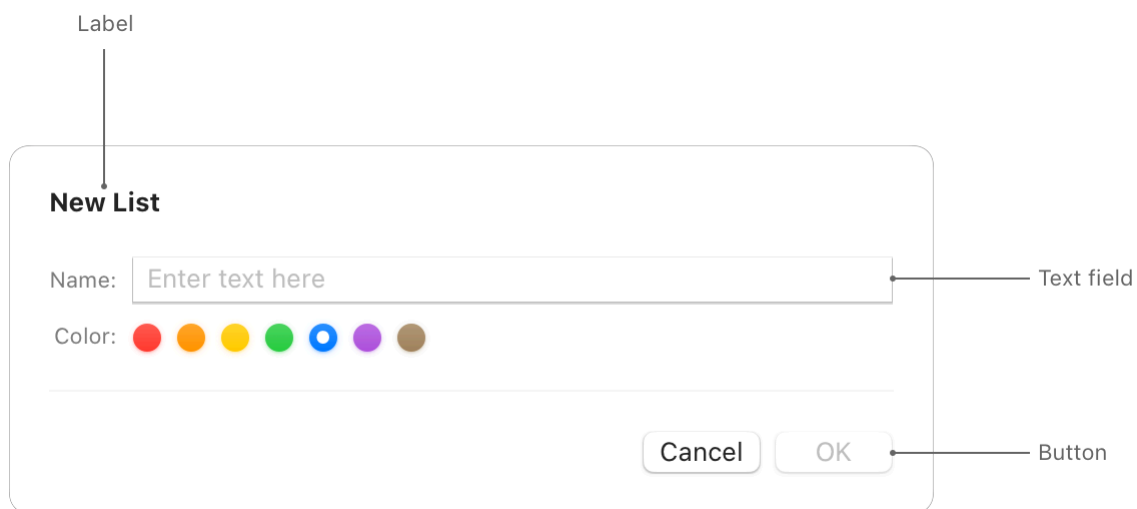 Label
New List
Name: Enter text here
Text field
Color:
Cancel OK
Button